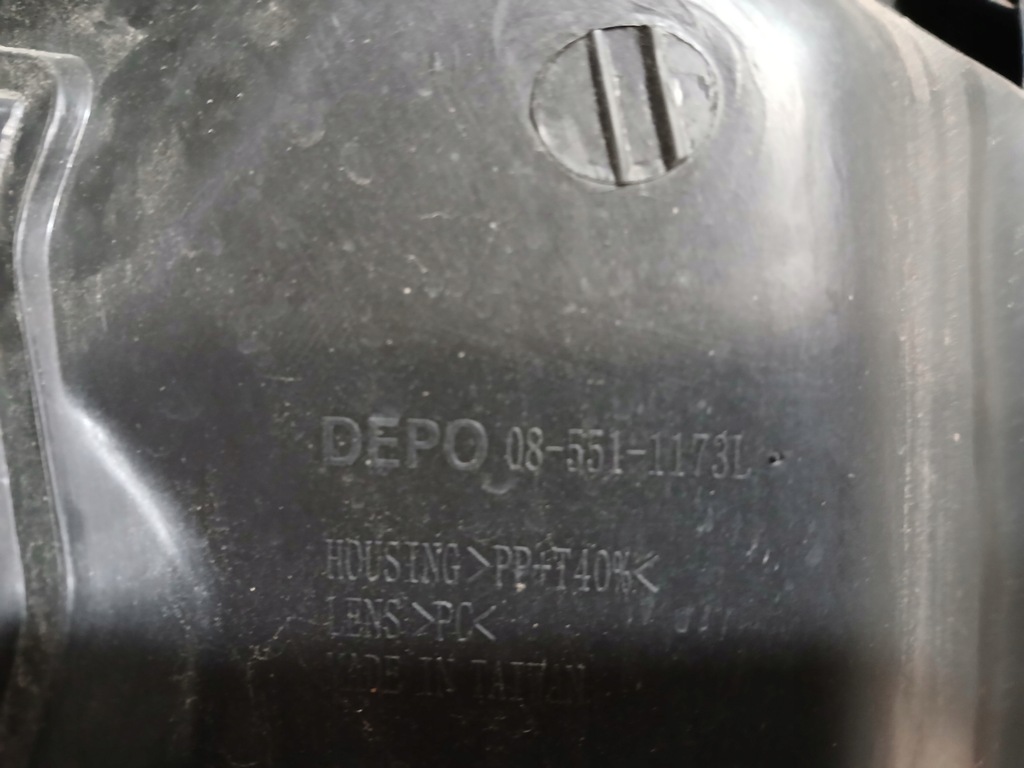 DEPO 08-551-1173L
HOUSING >PP+T40%<
LENS >PC<
MADE IN TAIWAN